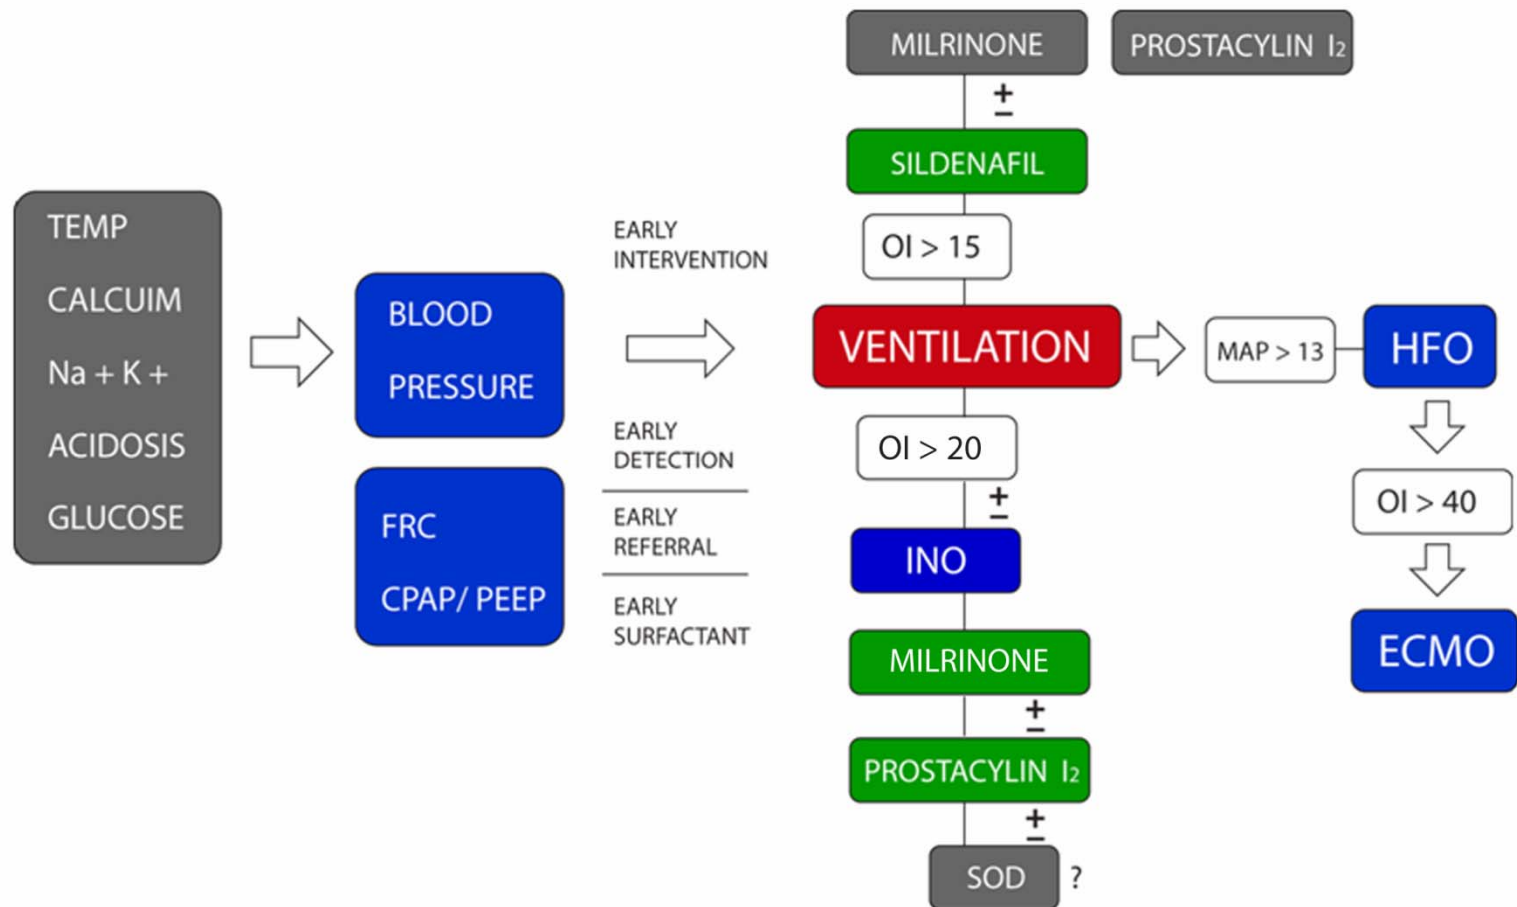 TEMP
CALCUIM
Na + K +
ACIDOSIS
GLUCOSE
BLOOD
PRESSURE
FRC
CPAP/ PEEP
EARLY
INTERVENTION
EARLY
DETECTION
EARLY
REFERRAL
EARLY
SURFACTANT
MILRINONE
PROSTACYLIN I₂
±
SILDENAFIL
OI > 15
VENTILATION
OI > 20
±
INO
MILRINONE
±
PROSTACYLIN I₂
±
SOD ?
MAP > 13
HFO
OI > 40
ECMO